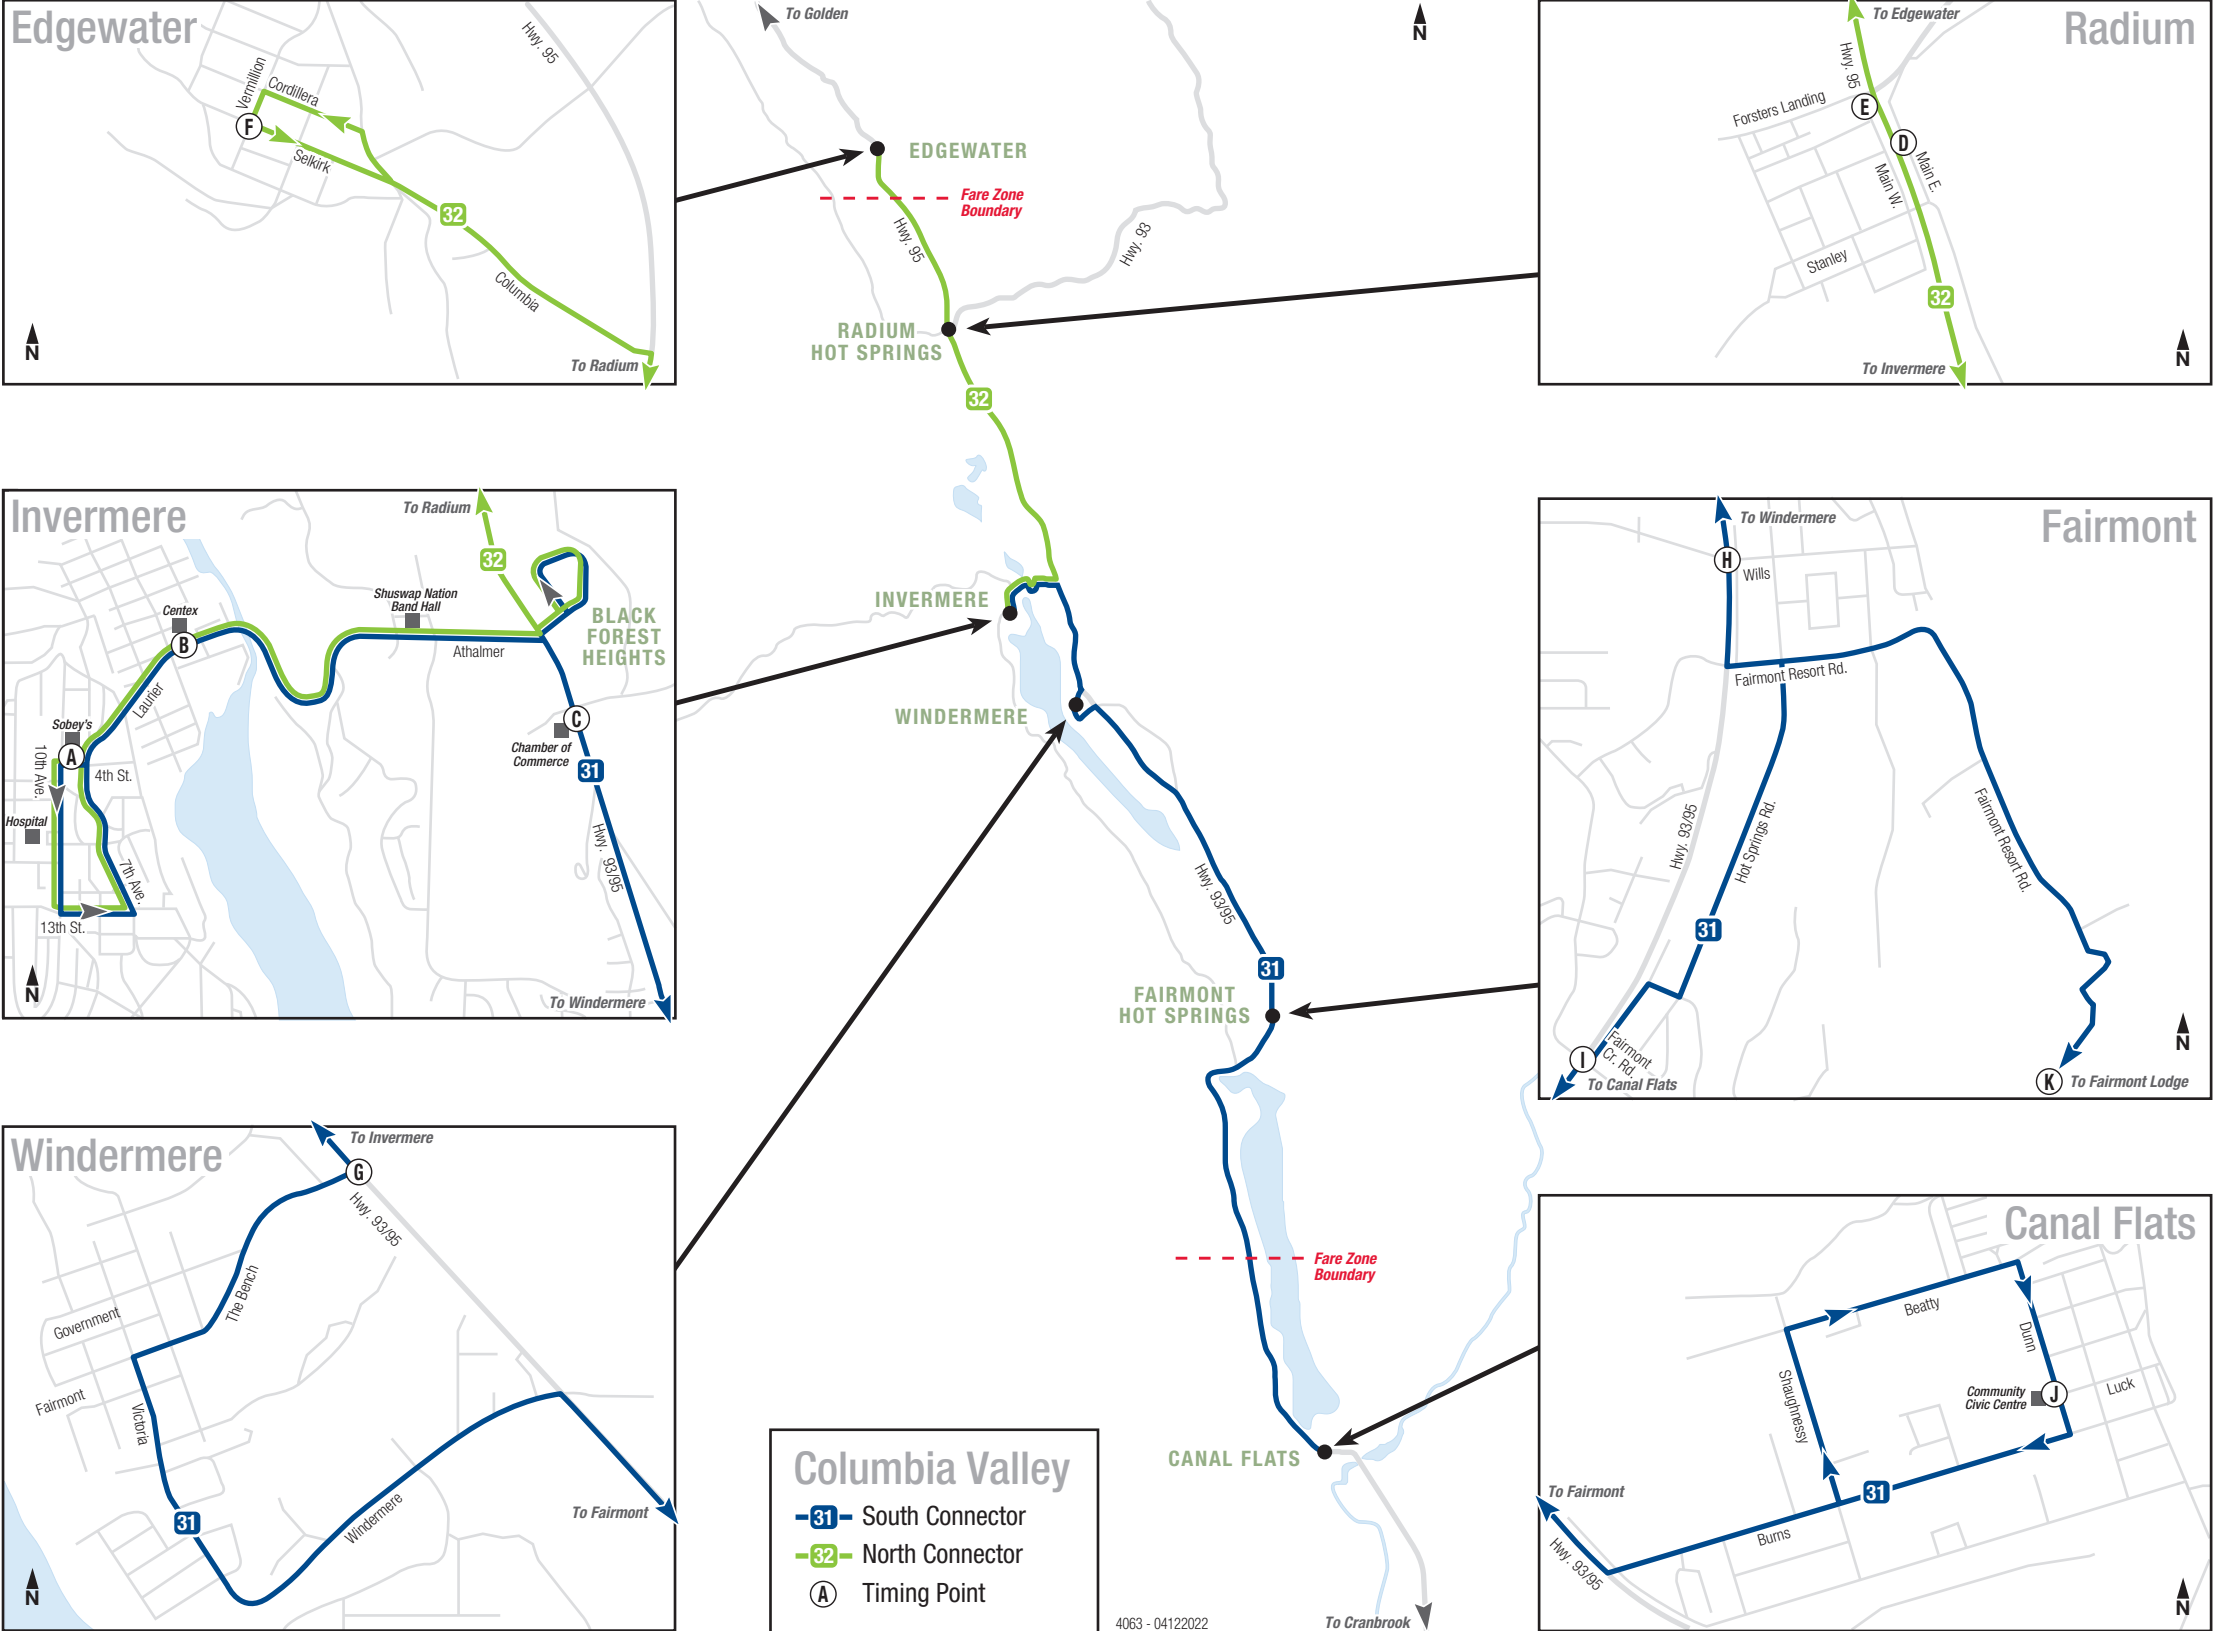 Edgewater
Hwy. 95
Vermillion
Cordillera
F
Selkirk
32
Columbia
N
To Radium
To Golden
N
EDGEWATER
Fare Zone
Boundary
Hwy. 95
Hwy. 93
RADIUM
HOT SPRINGS
32
INVERMERE
WINDERMERE
Hwy. 93/95
31
FAIRMONT
HOT SPRINGS
Fare Zone
Boundary
CANAL FLATS
To Cranbrook
4063 - 04122022
Radium
To Edgewater
Hwy. 95
E
Forsters Landing
D
Main E.
Main W.
Stanley
32
To Invermere
N
Invermere
To Radium
32
Shuswap Nation
Band Hall
Centex
B
BLACK
FOREST
HEIGHTS
Athalmer
Laurier
Sobey's
A
10th Ave.
4th St.
C
Chamber of
Commerce
31
Hospital
7th Ave.
Hwy. 93/95
13th St.
N
To Windermere
Fairmont
To Windermere
H
Wills
Fairmont Resort Rd.
Hwy. 93/95
Hot Springs Rd.
Fairmont Resort Rd.
31
N
I
Fairmont
Cr. Rd.
To Canal Flats
K
To Fairmont Lodge
Windermere
To Invermere
G
Hwy. 93/95
The Bench
Government
Fairmont
Victoria
31
Windermere
To Fairmont
N
Columbia Valley
31 South Connector
32 North Connector
A Timing Point
Canal Flats
Beatty
Dunn
Shaughnessy
Community
Civic Centre
J
Luck
31
To Fairmont
Burns
Hwy. 93/95
N